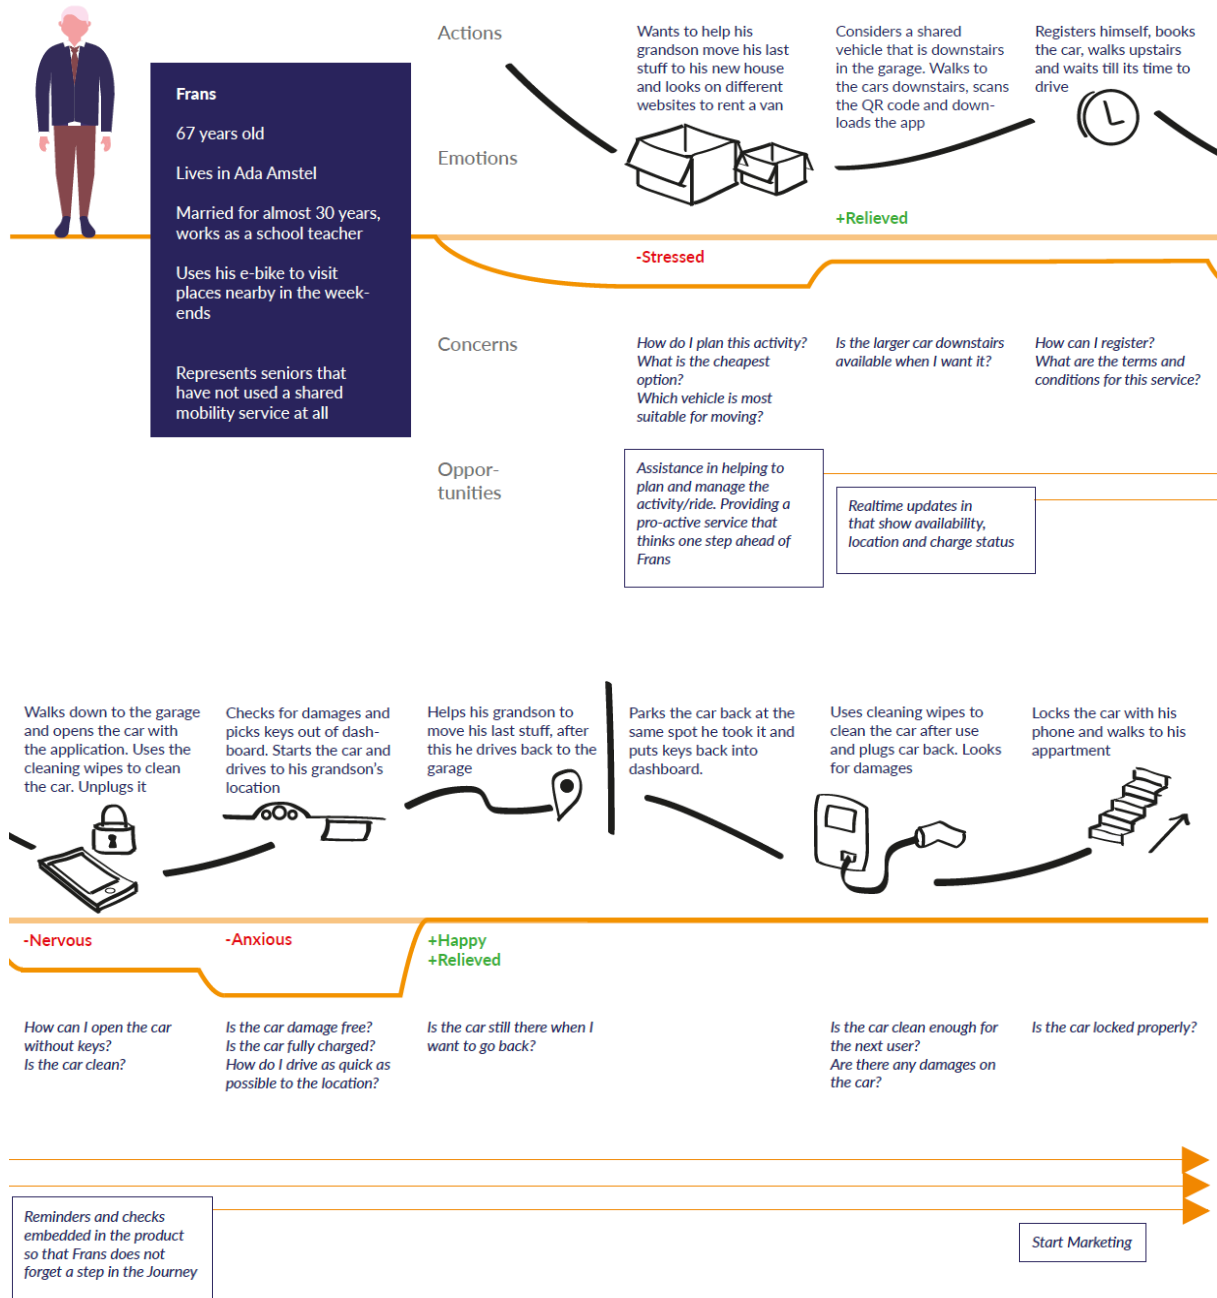 Frans
67 years old
Lives in Ada Amstel
Married for almost 30 years,
works as a school teacher
Uses his e-bike to visit
places nearby in the week-
ends
Represents seniors that
have not used a shared
mobility service at all
Actions
Wants to help his
grandson move his last
stuff to his new house
and looks on different
websites to rent a van
Considers a shared
vehicle that is downstairs
in the garage. Walks to
the cars downstairs, scans
the QR code and down-
loads the app
Registers himself, books
the car, walks upstairs
and waits till its time to
drive
Emotions
-Stressed
+Relieved
Concerns
How do I plan this activity?
What is the cheapest
option?
Which vehicle is most
suitable for moving?
Is the larger car downstairs
available when I want it?
How can I register?
What are the terms and
conditions for this service?
Oppor-
tunities
Assistance in helping to
plan and manage the
activity/ride. Providing a
pro-active service that
thinks one step ahead of
Frans
Realtime updates in
that show availability,
location and charge status
Walks down to the garage
and opens the car with
the application. Uses the
cleaning wipes to clean
the car. Unplugs it
Checks for damages and
picks keys out of dash-
board. Starts the car and
drives to his grandson's
location
Helps his grandson to
move his last stuff, after
this he drives back to the
garage
Parks the car back at the
same spot he took it and
puts keys back into
dashboard.
Uses cleaning wipes to
clean the car after use
and plugs car back. Looks
for damages
Locks the car with his
phone and walks to his
appartment
-Nervous
-Anxious
+Happy
+Relieved
How can I open the car
without keys?
Is the car clean?
Is the car damage free?
Is the car fully charged?
How do I drive as quick as
possible to the location?
Is the car still there when I
want to go back?
Is the car clean enough for
the next user?
Are there any damages on
the car?
Is the car locked properly?
Reminders and checks
embedded in the product
so that Frans does not
forget a step in the Journey
Start Marketing